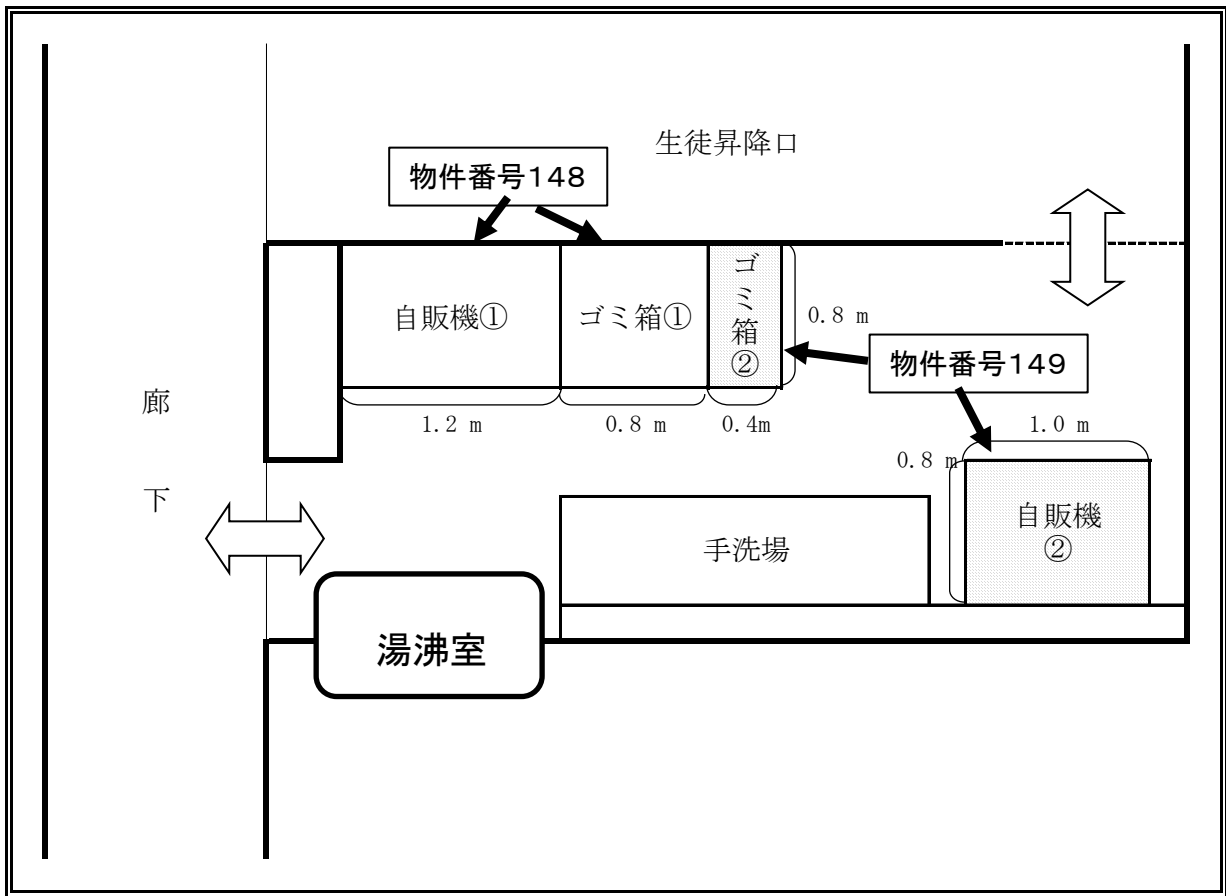 生徒昇降口
物件番号148
自販機①
ゴミ箱①
ゴミ箱②
0.8 m
物件番号149
1.2 m
0.8 m
0.4m
1.0 m
0.8 m
廊下
自販機
②
手洗場
湯沸室